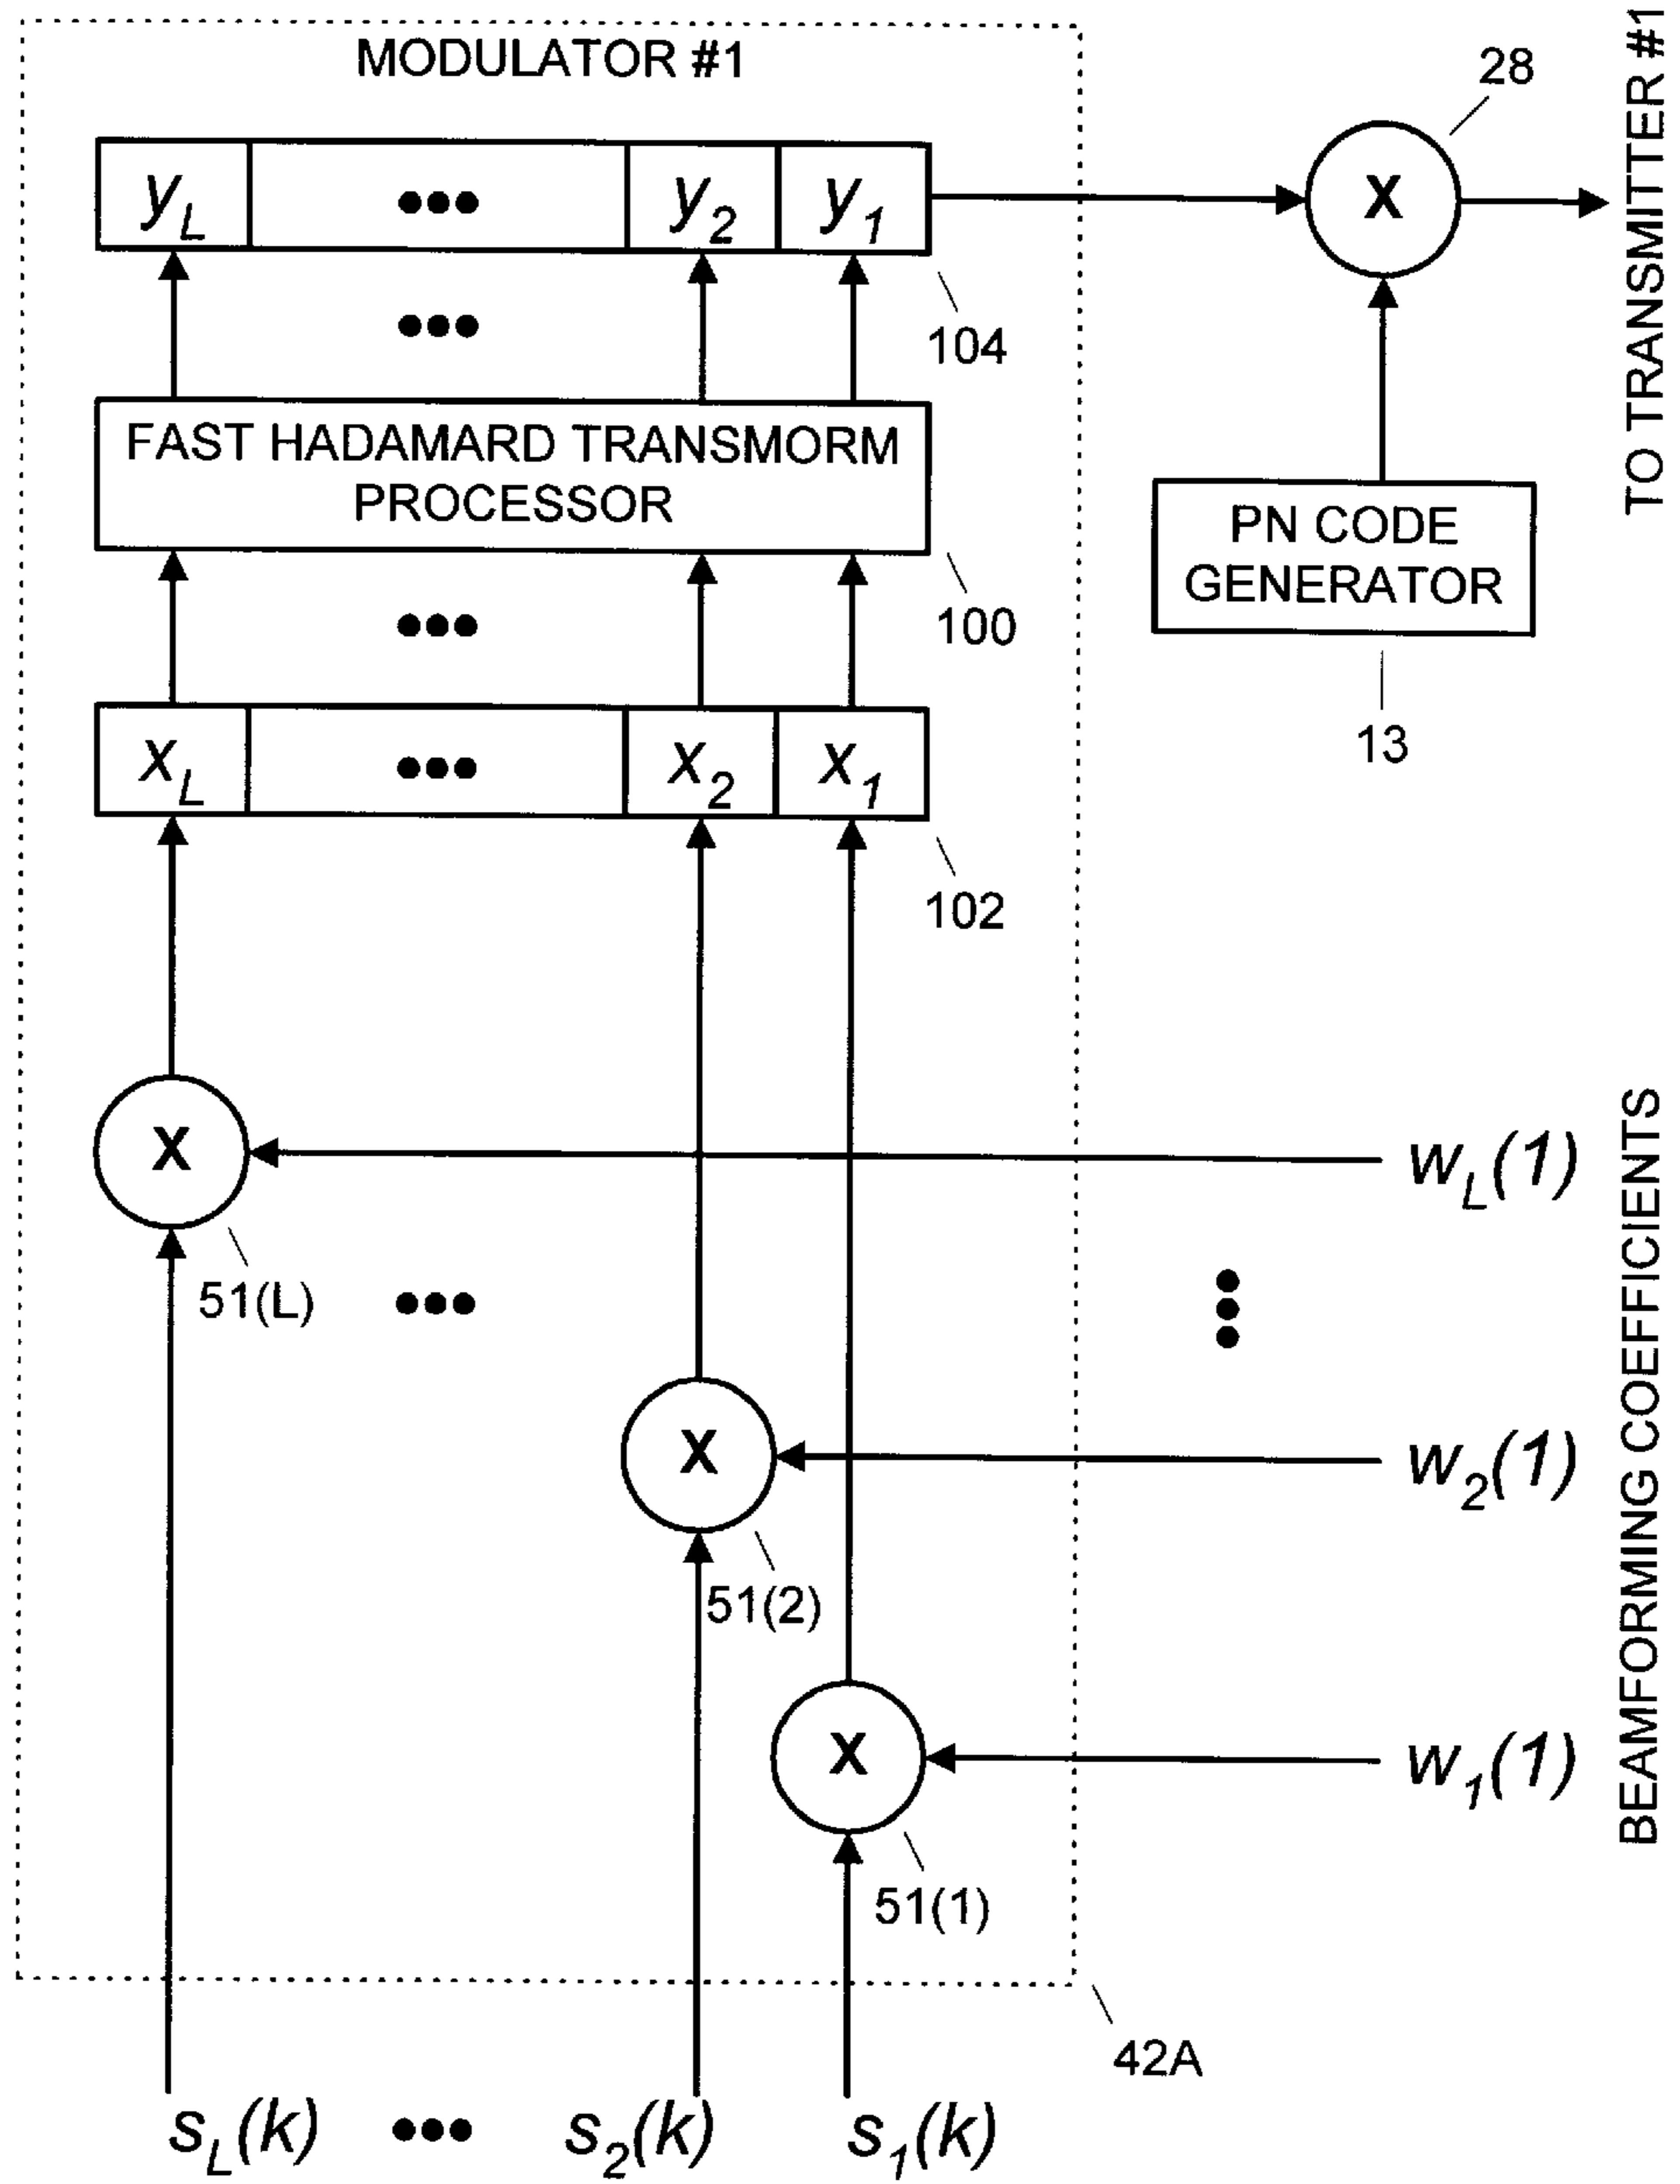 MODULATOR #1
28
TO TRANSMITTER #1
y_L ••• y_2 y_1
•••
104
FAST HADAMARD TRANSMORM
PROCESSOR
PN CODE
GENERATOR
•••
100
13
x_L ••• x_2 x_1
102
X
X
w_L(1)
51(L)
•••
BEAMFORMING COEFFICIENTS
X
w_2(1)
51(2)
X
w_1(1)
51(1)
42A
s_L(k) ••• s_2(k) s_1(k)